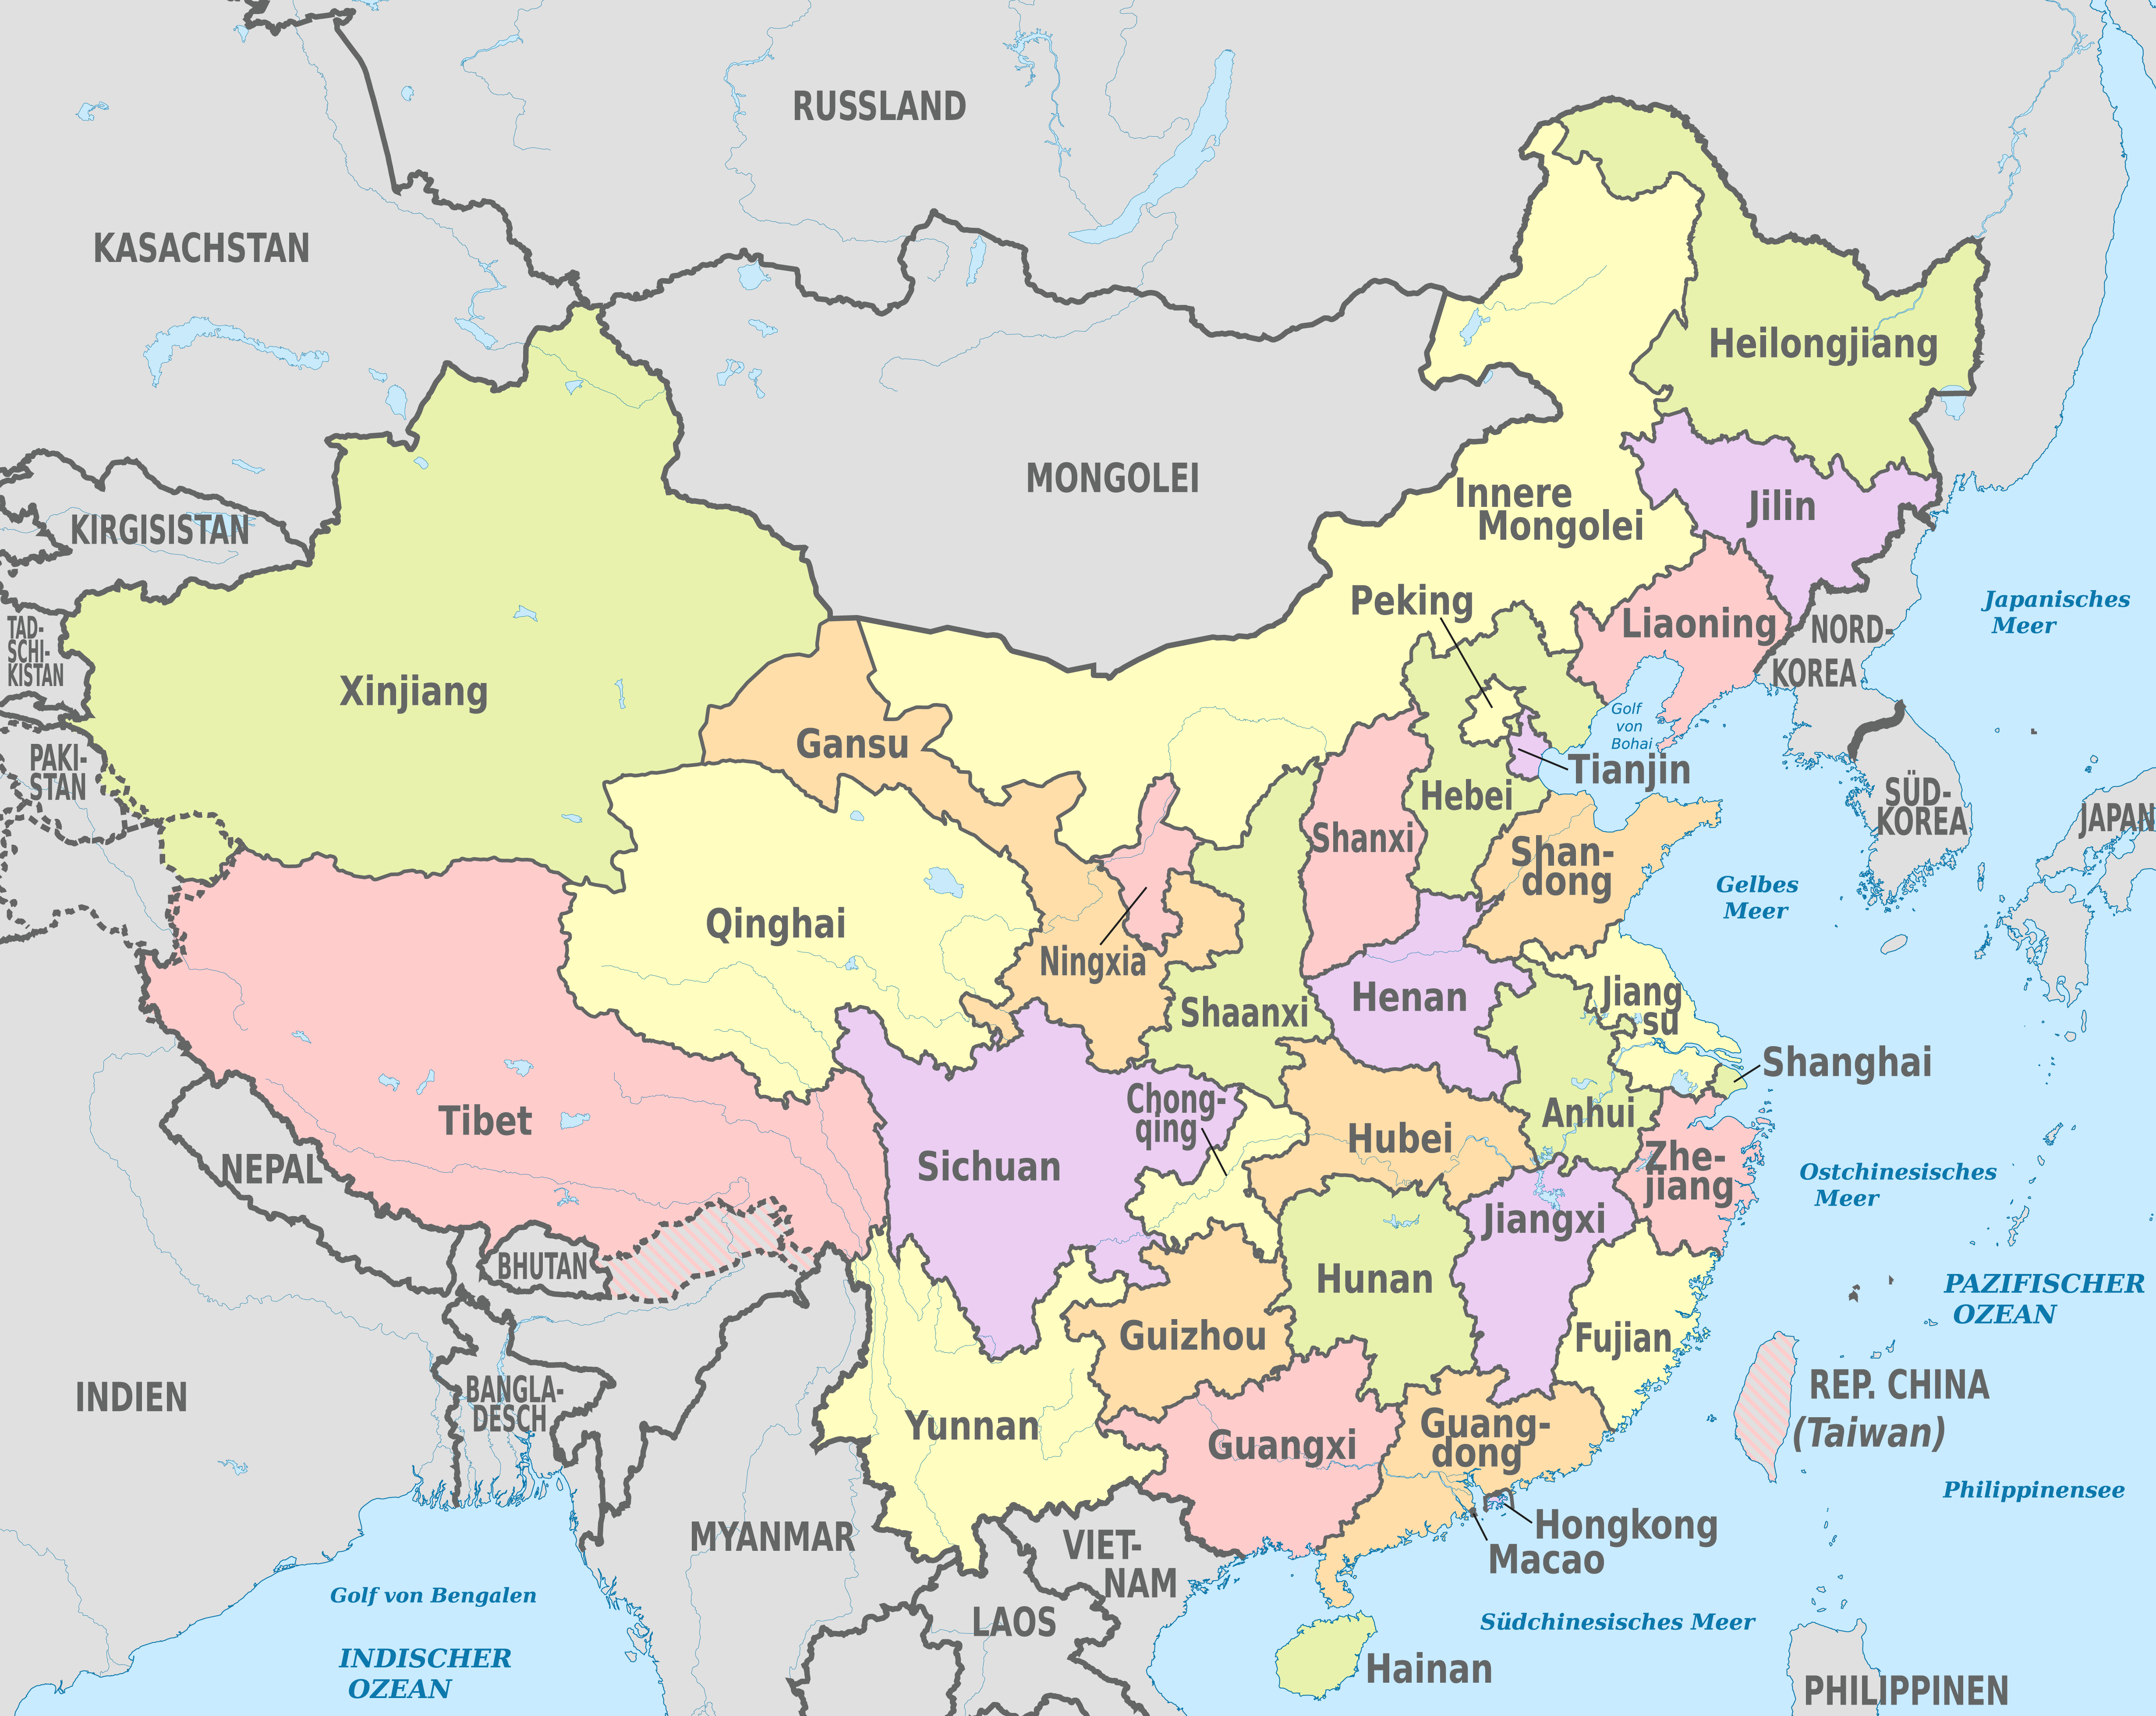 RUSSLAND
KASACHSTAN
Heilongjiang
MONGOLEI
Innere
Mongolei
Jilin
KIRGISISTAN
Peking
Liaoning
Japanisches
Meer
TAD-
SCHI-
KISTAN
NORD-
KOREA
Xinjiang
Golf
von
Bohai
Gansu
Tianjin
PAKI-
STAN
Hebei
SÜD-
KOREA
JAPAN
Shanxi
Shan-
dong
Gelbes
Meer
Qinghai
Ningxia
Henan
Jiang
su
Shaanxi
Shanghai
Tibet
Chong-
qing
Anhui
Hubei
Sichuan
Zhe-
jiang
Ostchinesisches
Meer
NEPAL
Jiangxi
BHUTAN
Hunan
PAZIFISCHER
OZEAN
Guizhou
Fujian
INDIEN
BANGLA-
DESCH
REP. CHINA
(Taiwan)
Yunnan
Guangxi
Guang-
dong
Philippinensee
MYANMAR
VIET-
NAM
Hongkong
Macao
Golf von Bengalen
LAOS
Südchinesisches Meer
INDISCHER
OZEAN
Hainan
PHILIPPINEN